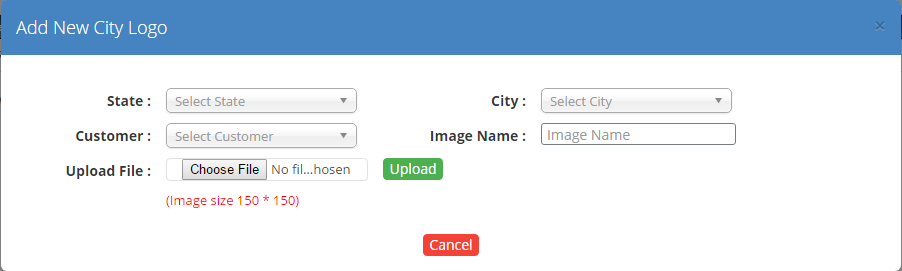 Add New City Logo ×
State : Select State City : Select City
Customer : Select Customer Image Name : Image Name
Upload File : Choose File No fil...hosen Upload
(Image size 150 * 150)
Cancel